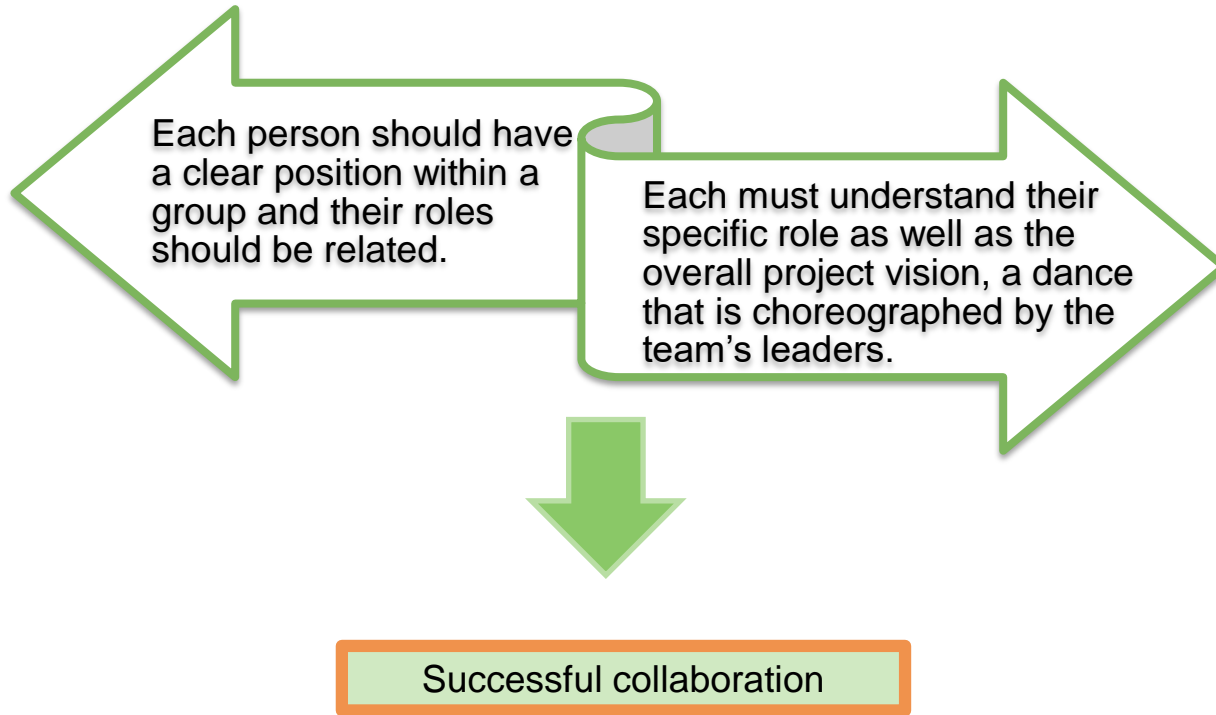 Each person should have
a clear position within a
group and their roles
should be related.
Each must understand their
specific role as well as the
overall project vision, a dance
that is choreographed by the
team’s leaders.
Successful collaboration